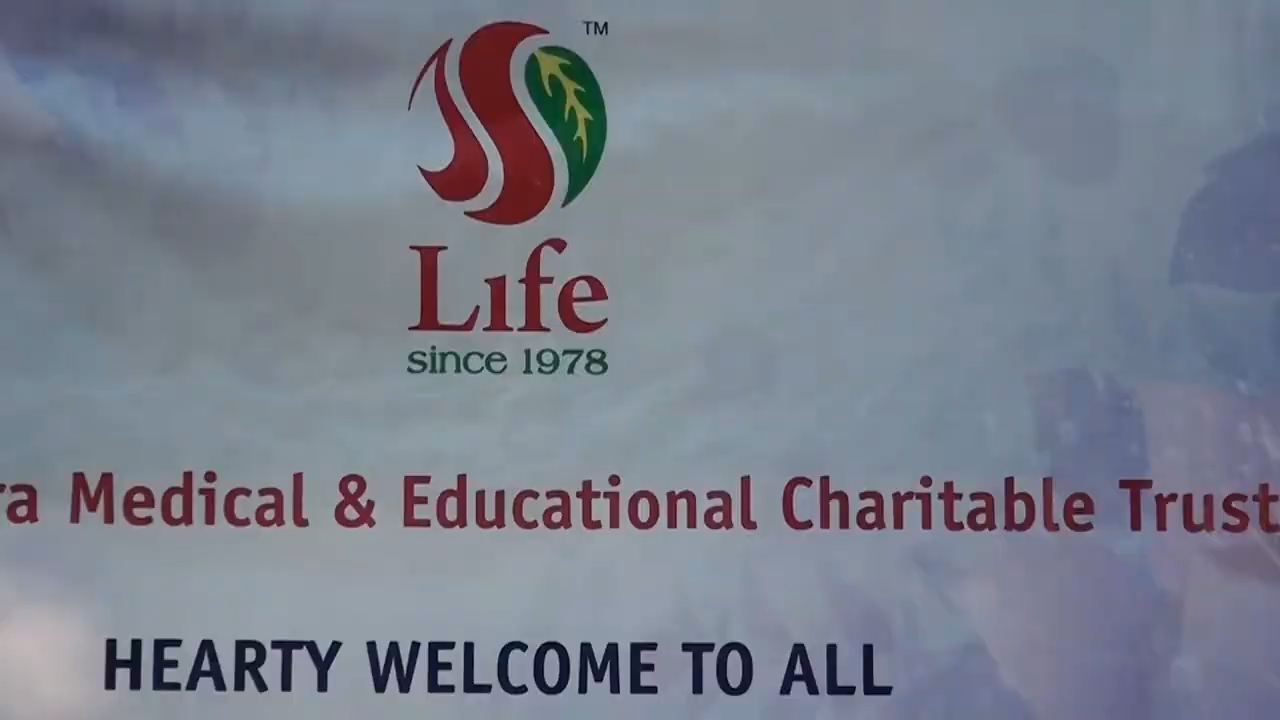 TM
Life
since 1978
Medical & Educational Charitable Trust
HEARTY WELCOME TO ALL